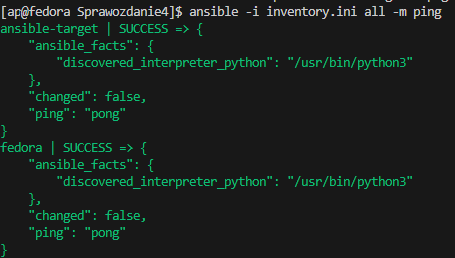 [ap@fedora Sprawozdanie4]$ ansible -i inventory.ini all -m ping
ansible-target | SUCCESS => {
    "ansible_facts": {
        "discovered_interpreter_python": "/usr/bin/python3"
    },
    "changed": false,
    "ping": "pong"
}
fedora | SUCCESS => {
    "ansible_facts": {
        "discovered_interpreter_python": "/usr/bin/python3"
    },
    "changed": false,
    "ping": "pong"
}